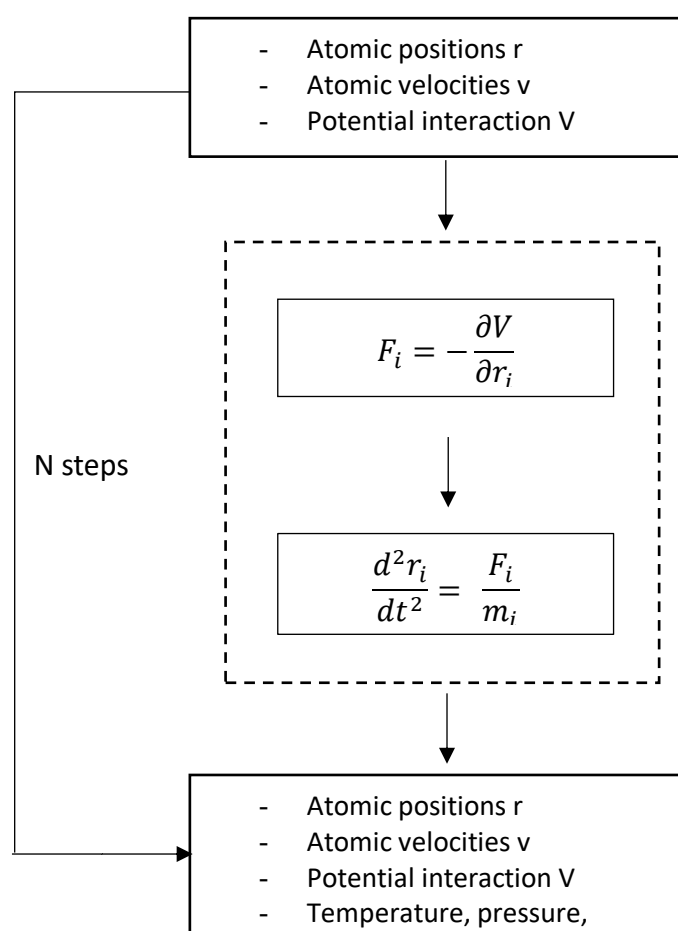 - Atomic positions r
- Atomic velocities v
- Potential interaction V
F_i = − ∂V / ∂r_i
N steps
d²r_i / dt² = F_i / m_i
- Atomic positions r
- Atomic velocities v
- Potential interaction V
- Temperature, pressure,